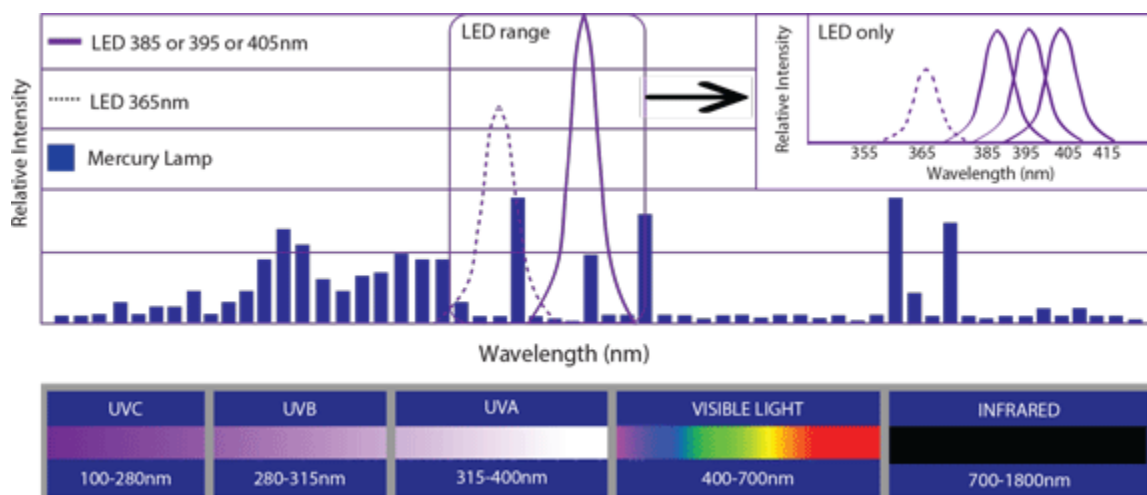 LED 385 or 395 or 405nm
LED 365nm
Mercury Lamp
Relative Intensity
LED range
LED only
Relative Intensity
355 365 385 395 405 415
Wavelength (nm)
Wavelength (nm)
UVC UVB UVA VISIBLE LIGHT INFRARED
100-280nm 280-315nm 315-400nm 400-700nm 700-1800nm